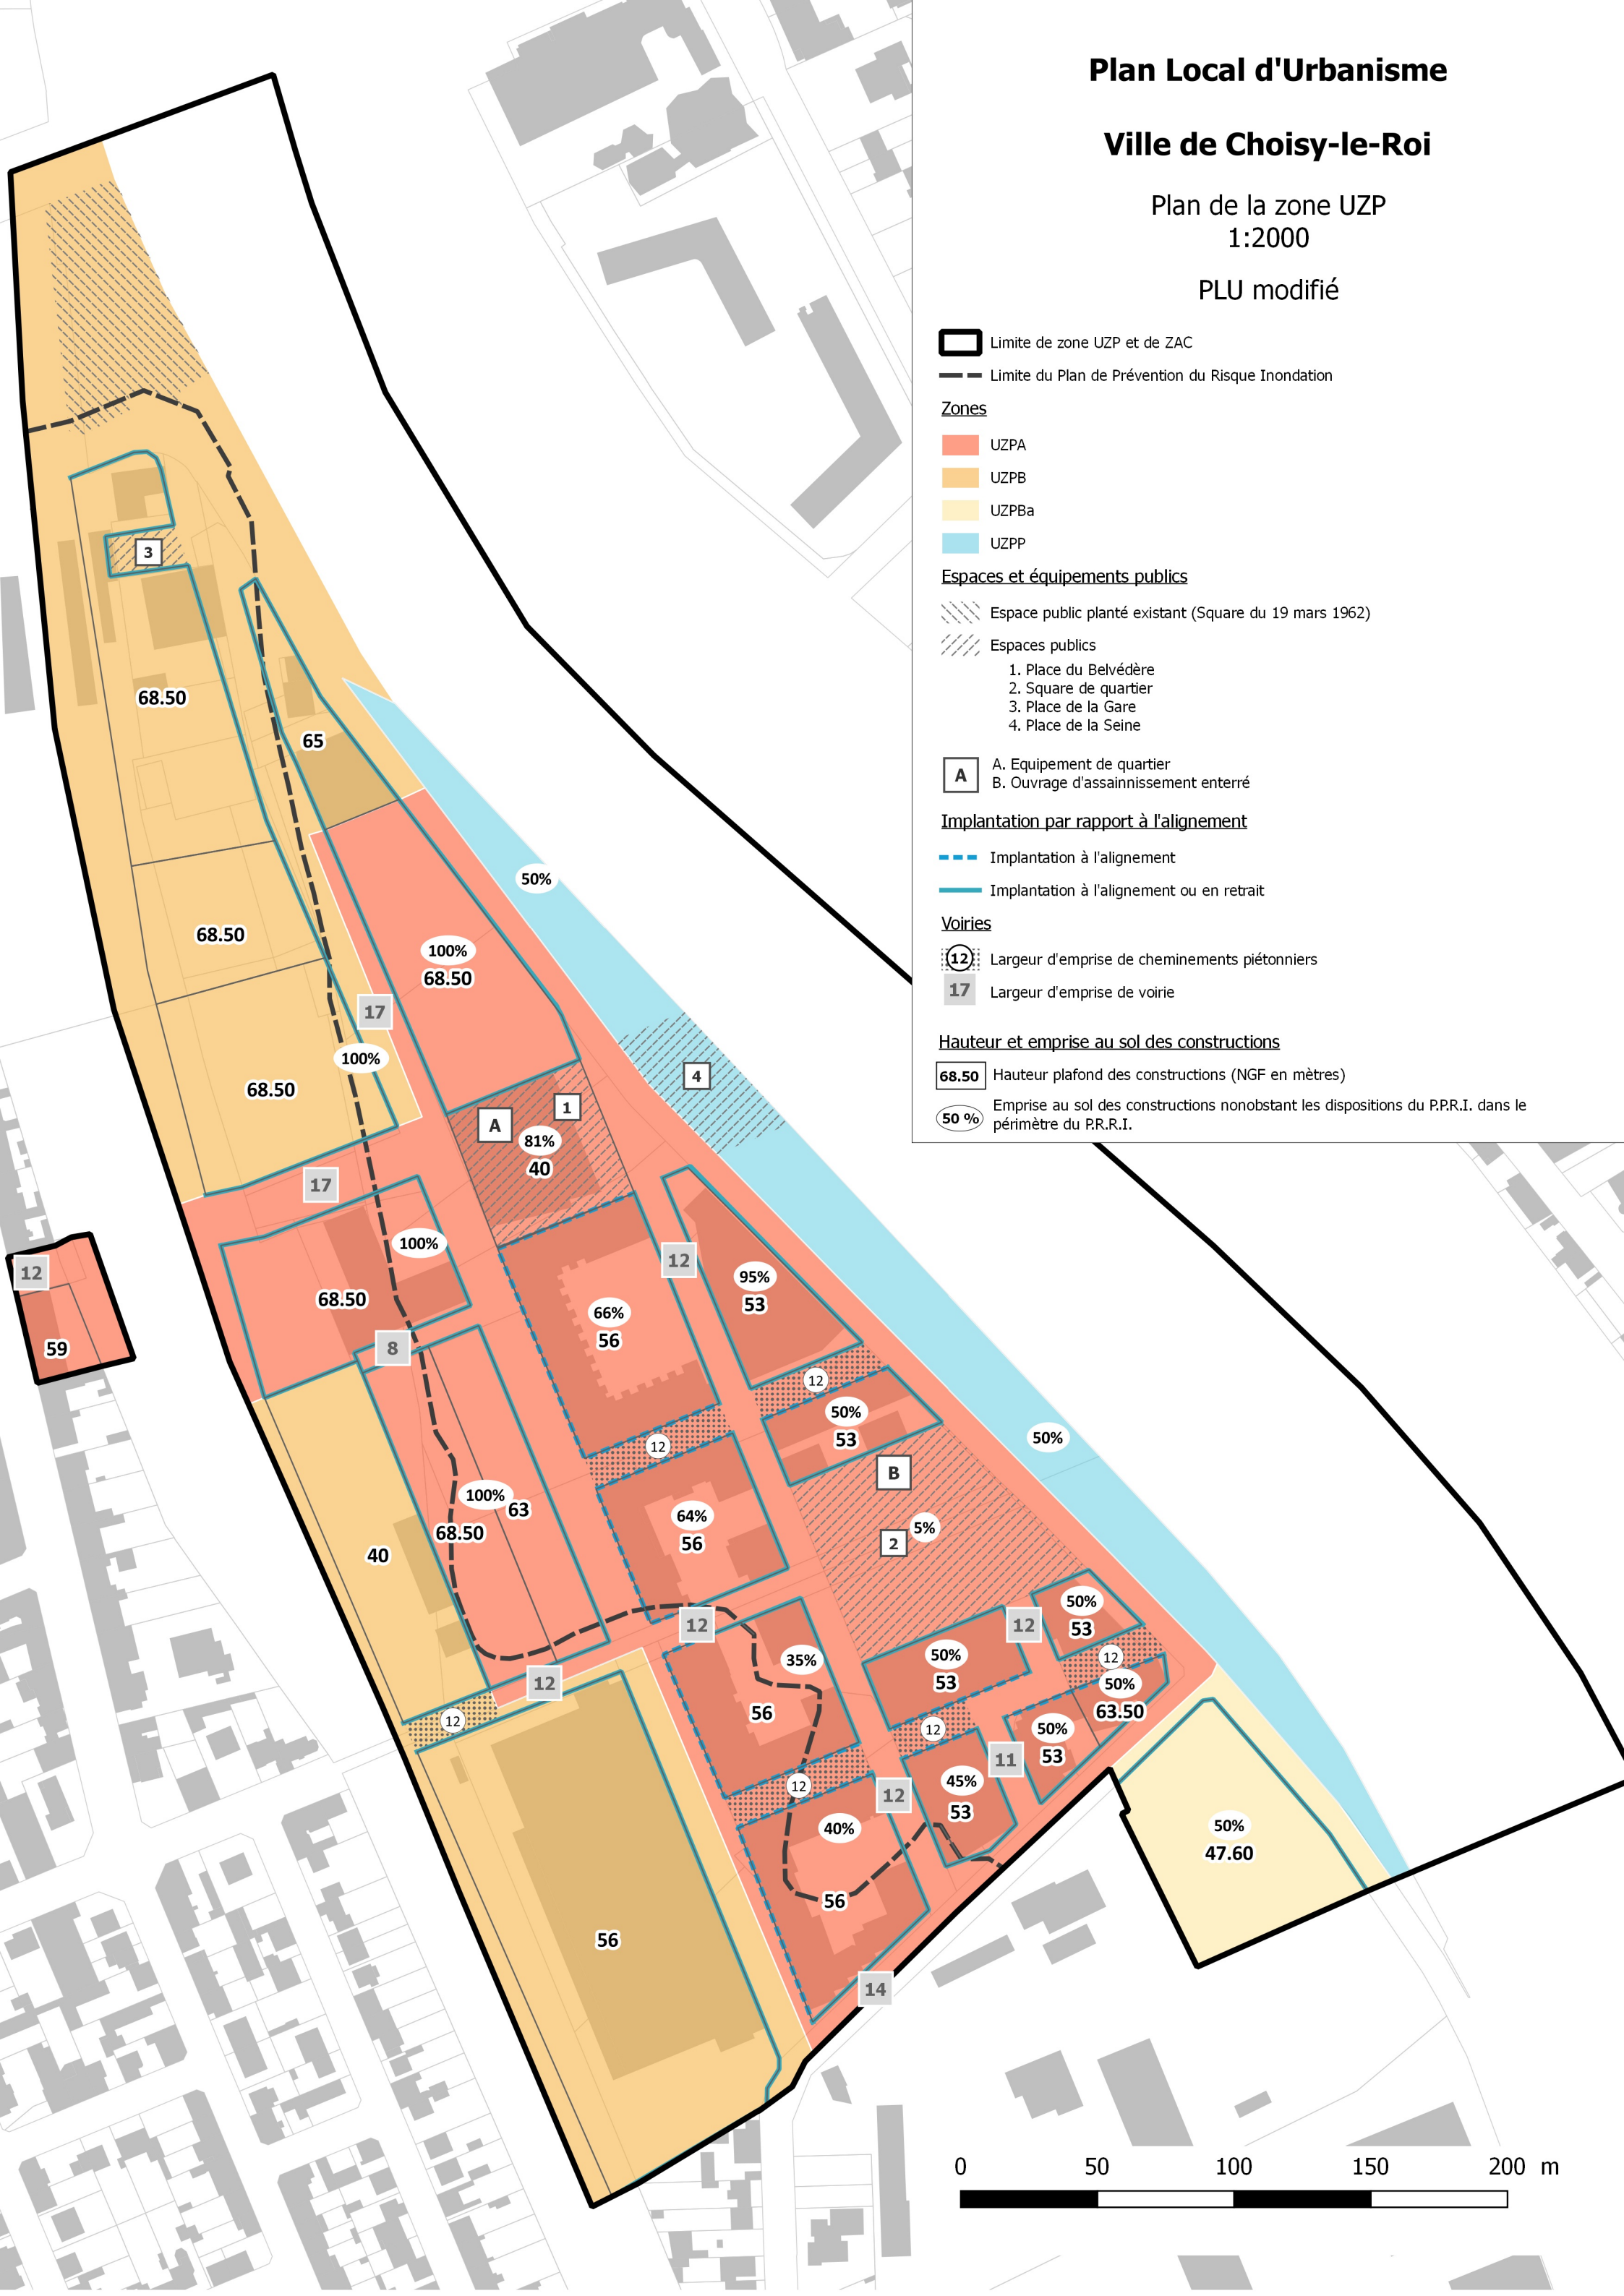 Plan Local d'Urbanisme
Ville de Choisy-le-Roi
Plan de la zone UZP
1:2000
PLU modifié
Limite de zone UZP et de ZAC
Limite du Plan de Prévention du Risque Inondation
Zones
UZPA
UZPB
UZPBa
UZPP
Espaces et équipements publics
Espace public planté existant (Square du 19 mars 1962)
Espaces publics
1. Place du Belvédère
2. Square de quartier
3. Place de la Gare
4. Place de la Seine
A
A. Equipement de quartier
B. Ouvrage d'assainnissement enterré
Implantation par rapport à l'alignement
Implantation à l'alignement
Implantation à l'alignement ou en retrait
Voiries
12 Largeur d'emprise de cheminements piétonniers
17 Largeur d'emprise de voirie
Hauteur et emprise au sol des constructions
68.50 Hauteur plafond des constructions (NGF en mètres)
50 % Emprise au sol des constructions nonobstant les dispositions du P.P.R.I. dans le
périmètre du P.R.R.I.
3
68.50
65
50%
68.50
100%
68.50
17
100%
68.50
4
1
A
81%
40
17
100%
12
12
95%
53
68.50
66%
56
59
8
12
50%
53
50%
12
B
100%
63
68.50
64%
56
5%
2
40
50%
53
12
12
35%
50%
53
12
50%
63.50
12
56
12
12
50%
53
11
12
12
45%
53
40%
50%
47.60
56
56
14
0 50 100 150 200 m